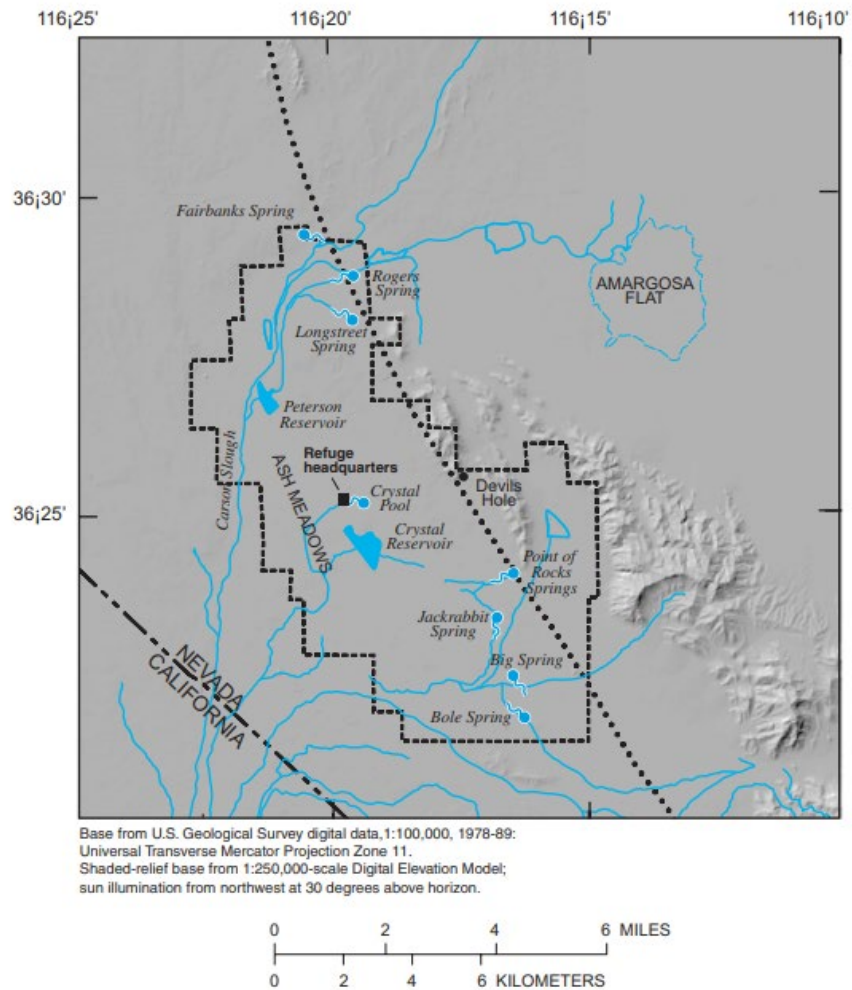 116¡25'
116¡20'
116¡15'
116¡10'
36¡30'
Fairbanks Spring
Rogers
Spring
AMARGOSA
FLAT
Longstreet
Spring
Peterson
Reservoir
Carson Slough
Refuge
headquarters
ASH MEADOWS
Devils
Hole
Crystal
Pool
36¡25'
Crystal
Reservoir
Point of
Rocks
Springs
Jackrabbit
Spring
Big Spring
NEVADA
CALIFORNIA
Bole Spring
Base from U.S. Geological Survey digital data,1:100,000, 1978-89:
Universal Transverse Mercator Projection Zone 11.
Shaded-relief base from 1:250,000-scale Digital Elevation Model;
sun illumination from northwest at 30 degrees above horizon.
0 2 4 6 MILES
0 2 4 6 KILOMETERS